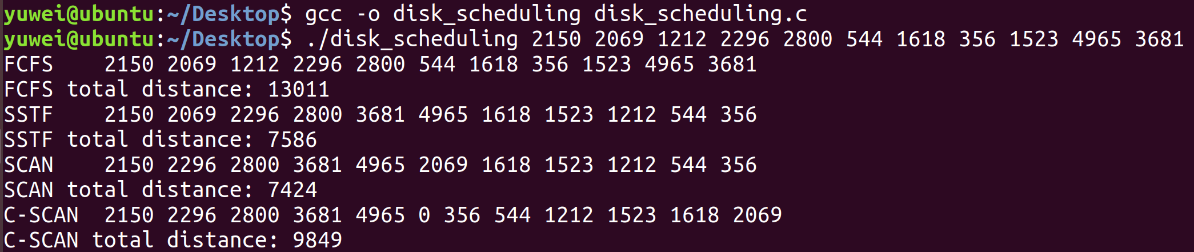 yuwei@ubuntu:~/Desktop$ gcc -o disk_scheduling disk_scheduling.c
yuwei@ubuntu:~/Desktop$ ./disk_scheduling 2150 2069 1212 2296 2800 544 1618 356 1523 4965 3681
FCFS    2150 2069 1212 2296 2800 544 1618 356 1523 4965 3681
FCFS total distance: 13011
SSTF    2150 2069 2296 2800 3681 4965 1618 1523 1212 544 356
SSTF total distance: 7586
SCAN    2150 2296 2800 3681 4965 2069 1618 1523 1212 544 356
SCAN total distance: 7424
C-SCAN  2150 2296 2800 3681 4965 0 356 544 1212 1523 1618 2069
C-SCAN total distance: 9849